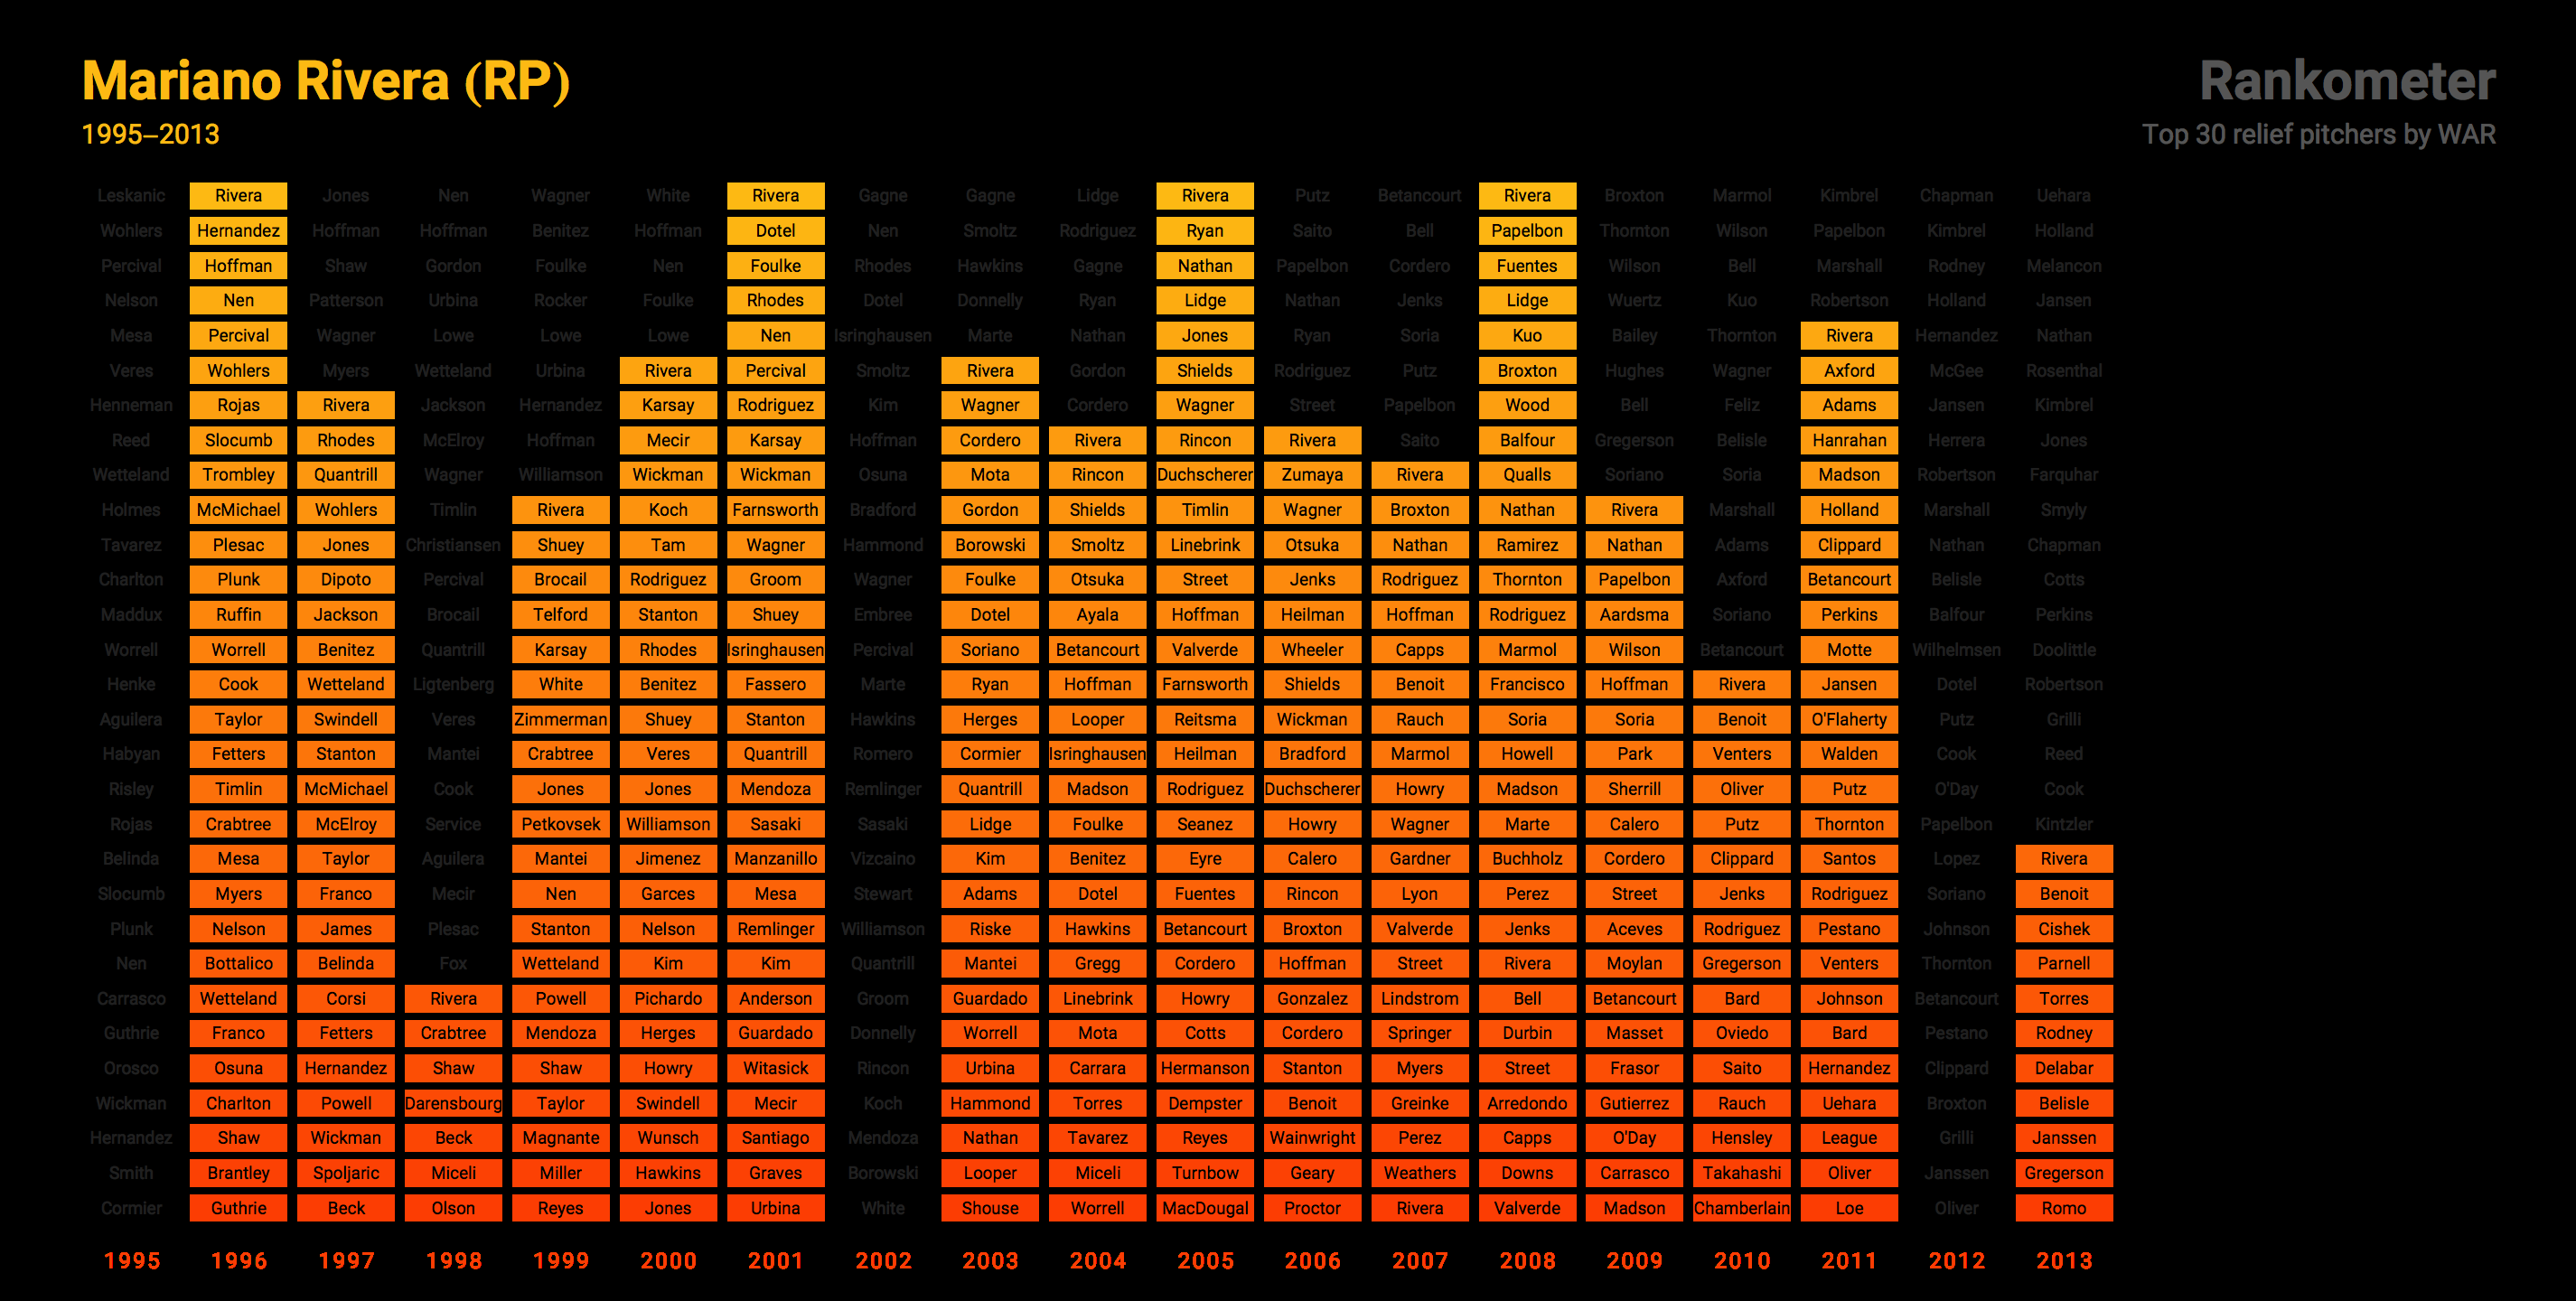 Mariano Rivera (RP)
1995–2013
Rankometer
Top 30 relief pitchers by WAR
Leskanic Rivera Jones Nen Wagner White Rivera Gagne Gagne Lidge Rivera Putz Betancourt Rivera Broxton Marmol Kimbrel Chapman Uehara
Wohlers Hernandez Hoffman Hoffman Benitez Hoffman Dotel Nen Smoltz Rodriguez Ryan Saito Bell Papelbon Thornton Wilson Papelbon Kimbrel Holland
Percival Hoffman Shaw Gordon Foulke Nen Foulke Rhodes Hawkins Gagne Nathan Papelbon Cordero Fuentes Wilson Bell Marshall Rodney Melancon
Nelson Nen Patterson Urbina Rocker Foulke Rhodes Dotel Donnelly Ryan Lidge Nathan Jenks Lidge Wuertz Kuo Robertson Holland Jansen
Mesa Percival Wagner Lowe Lowe Lowe Nen Isringhausen Marte Nathan Jones Ryan Soria Kuo Bailey Thornton Rivera Hernandez Nathan
Veres Wohlers Myers Wetteland Urbina Rivera Percival Smoltz Rivera Gordon Shields Rodriguez Putz Broxton Hughes Wagner Axford McGee Rosenthal
Henneman Rojas Rivera Jackson Hernandez Karsay Rodriguez Kim Wagner Cordero Wagner Street Papelbon Wood Bell Feliz Adams Jansen Kimbrel
Reed Slocumb Rhodes McElroy Hoffman Mecir Karsay Hoffman Cordero Rivera Rincon Rivera Saito Balfour Gregerson Belisle Hanrahan Herrera Jones
Wetteland Trombley Quantrill Wagner Williamson Wickman Wickman Osuna Mota Rincon Duchscherer Zumaya Rivera Qualls Soriano Soria Madson Robertson Farquhar
Holmes McMichael Wohlers Timlin Rivera Koch Farnsworth Bradford Gordon Shields Timlin Wagner Broxton Nathan Rivera Marshall Holland Marshall Smyly
Tavarez Plesac Jones Christiansen Shuey Tam Wagner Hammond Borowski Smoltz Linebrink Otsuka Nathan Ramirez Nathan Adams Clippard Nathan Chapman
Charlton Plunk Dipoto Percival Brocail Rodriguez Groom Wagner Foulke Otsuka Street Jenks Rodriguez Thornton Papelbon Axford Betancourt Belisle Cotts
Maddux Ruffin Jackson Brocail Telford Stanton Shuey Embree Dotel Ayala Hoffman Heilman Hoffman Rodriguez Aardsma Soriano Perkins Balfour Perkins
Worrell Worrell Benitez Quantrill Karsay Rhodes Isringhausen Percival Soriano Betancourt Valverde Wheeler Capps Marmol Wilson Betancourt Motte Wilhelmsen Doolittle
Henke Cook Wetteland Ligtenberg White Benitez Fassero Marte Ryan Hoffman Farnsworth Shields Benoit Francisco Hoffman Rivera Jansen Dotel Robertson
Aguilera Taylor Swindell Veres Zimmerman Shuey Stanton Hawkins Herges Looper Reitsma Wickman Rauch Soria Soria Benoit O'Flaherty Putz Grilli
Habyan Fetters Stanton Mantei Crabtree Veres Quantrill Romero Cormier Isringhausen Heilman Bradford Marmol Howell Park Venters Walden Cook Reed
Risley Timlin McMichael Cook Jones Jones Mendoza Remlinger Quantrill Madson Rodriguez Duchscherer Howry Madson Sherrill Oliver Putz O'Day Cook
Rojas Crabtree McElroy Service Petkovsek Williamson Sasaki Sasaki Lidge Foulke Seanez Howry Wagner Marte Calero Putz Thornton Papelbon Kintzler
Belinda Mesa Taylor Aguilera Mantei Jimenez Manzanillo Vizcaino Kim Benitez Eyre Calero Gardner Buchholz Cordero Clippard Santos Lopez Rivera
Slocumb Myers Franco Mecir Nen Garces Mesa Stewart Adams Dotel Fuentes Rincon Lyon Perez Street Jenks Rodriguez Soriano Benoit
Plunk Nelson James Plesac Stanton Nelson Remlinger Williamson Riske Hawkins Betancourt Broxton Valverde Jenks Aceves Rodriguez Pestano Johnson Cishek
Nen Bottalico Belinda Fox Wetteland Kim Kim Quantrill Mantei Gregg Cordero Hoffman Street Rivera Moylan Gregerson Venters Thornton Parnell
Carrasco Wetteland Corsi Rivera Powell Pichardo Anderson Groom Guardado Linebrink Howry Gonzalez Lindstrom Bell Betancourt Bard Johnson Betancourt Torres
Guthrie Franco Fetters Crabtree Mendoza Herges Guardado Donnelly Worrell Mota Cotts Cordero Springer Durbin Masset Oviedo Bard Pestano Rodney
Orosco Osuna Hernandez Shaw Shaw Howry Witasick Rincon Urbina Carrara Hermanson Stanton Myers Street Frasor Saito Hernandez Clippard Delabar
Wickman Charlton Powell Darensbourg Taylor Swindell Mecir Koch Hammond Torres Dempster Benoit Greinke Arredondo Gutierrez Rauch Uehara Broxton Belisle
Hernandez Shaw Wickman Beck Magnante Wunsch Santiago Mendoza Nathan Tavarez Reyes Wainwright Perez Capps O'Day Hensley League Grilli Janssen
Smith Brantley Spoljaric Miceli Miller Hawkins Graves Borowski Looper Miceli Turnbow Geary Weathers Downs Carrasco Takahashi Oliver Janssen Gregerson
Cormier Guthrie Beck Olson Reyes Jones Urbina White Shouse Worrell MacDougal Proctor Rivera Valverde Madson Chamberlain Loe Oliver Romo
1995 1996 1997 1998 1999 2000 2001 2002 2003 2004 2005 2006 2007 2008 2009 2010 2011 2012 2013